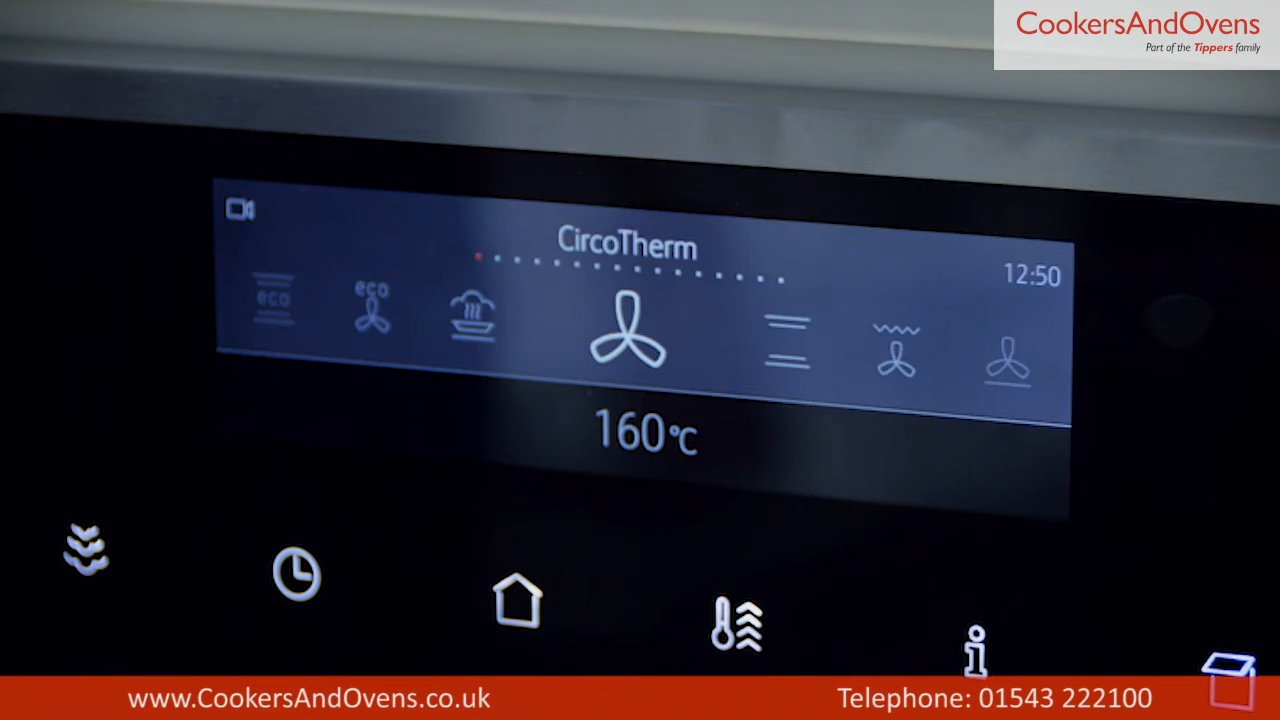 CookersAndOvens
Part of the Tippers family
CircoTherm
12:50
eco
eco
160°C
www.CookersAndOvens.co.uk
Telephone: 01543 222100